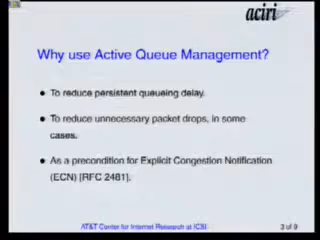 aciri
Why use Active Queue Management?
● To reduce persistent queueing delay.
● To reduce unnecessary packet drops, in some
cases.
● As a precondition for Explicit Congestion Notification
(ECN) [RFC 2481].
AT&T Center for Internet Research at ICSI
3 of 9